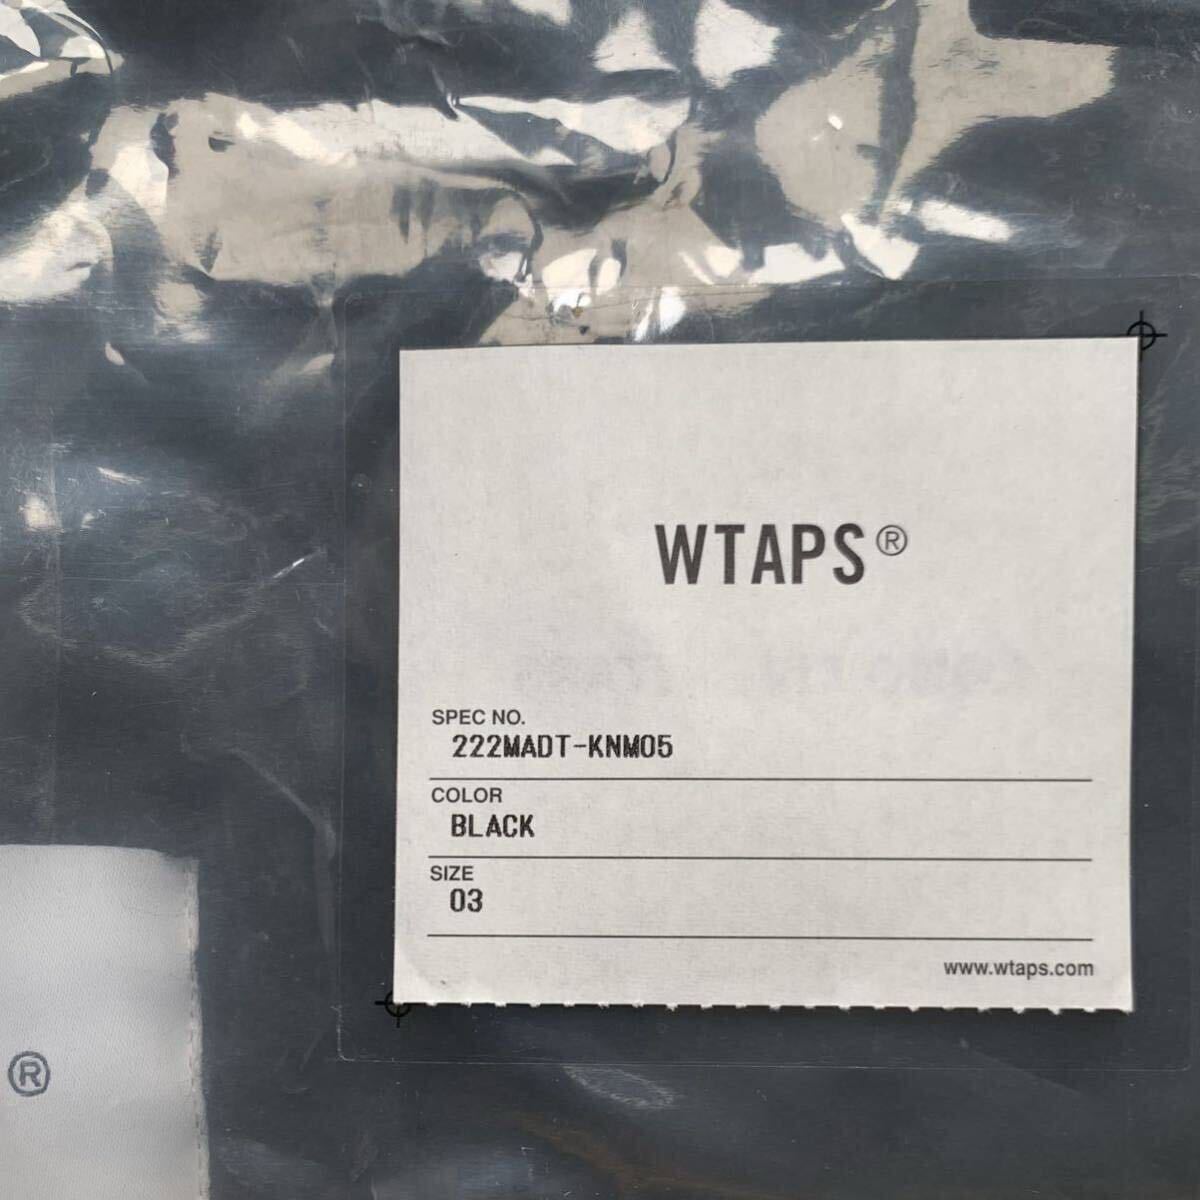 WTAPS®
SPEC NO.
222MADT-KNM05
COLOR
BLACK
SIZE
03
www.wtaps.com
®